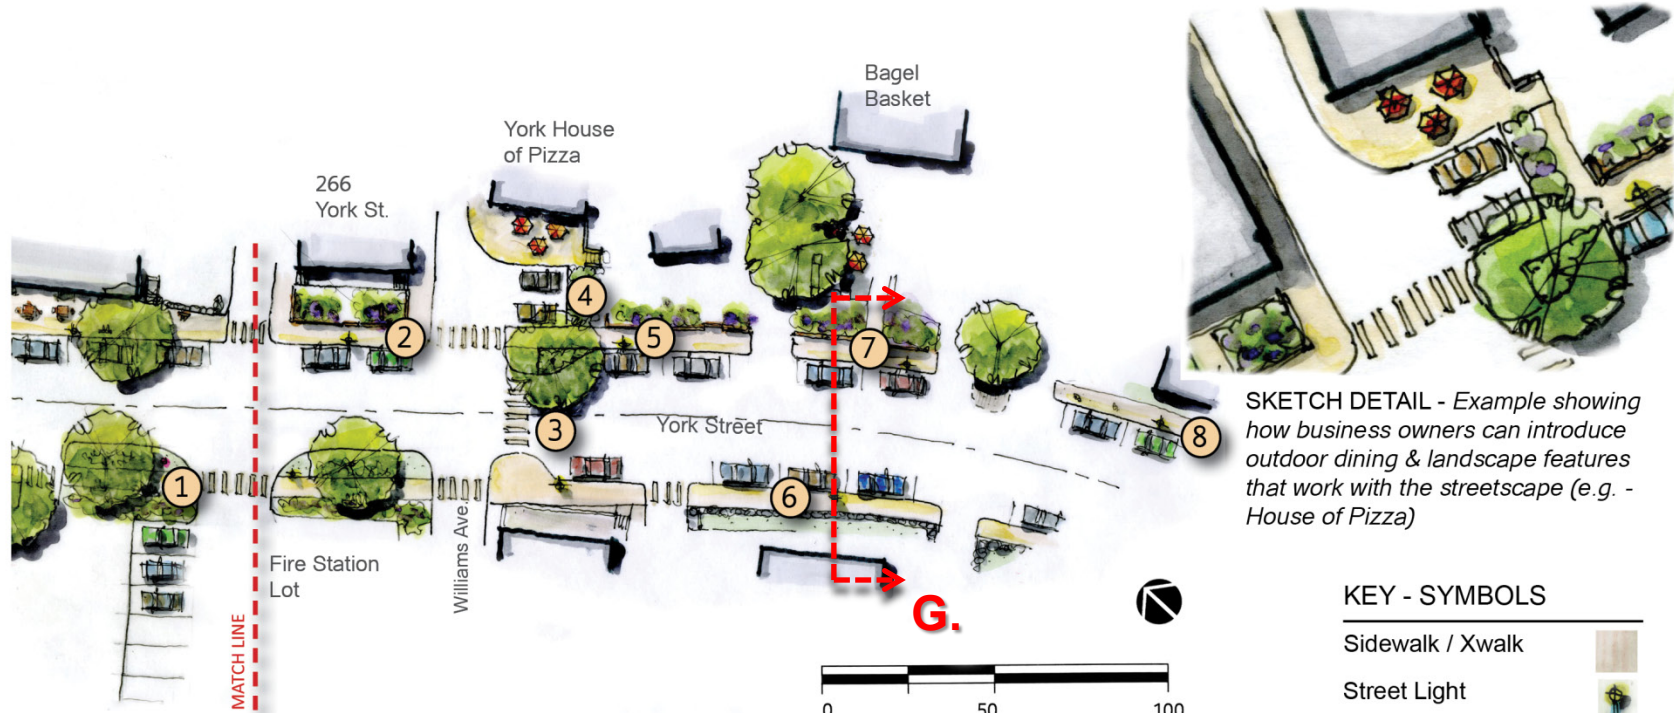 Bagel
Basket
York House
of Pizza
266
York St.
4
2
5
7
3
York Street
8
1
6
SKETCH DETAIL - Example showing
how business owners can introduce
outdoor dining & landscape features
that work with the streetscape (e.g. -
House of Pizza)
Fire Station
Lot
Williams Ave.
MATCH LINE
G.
0 50 100
KEY - SYMBOLS
Sidewalk / Xwalk
Street Light